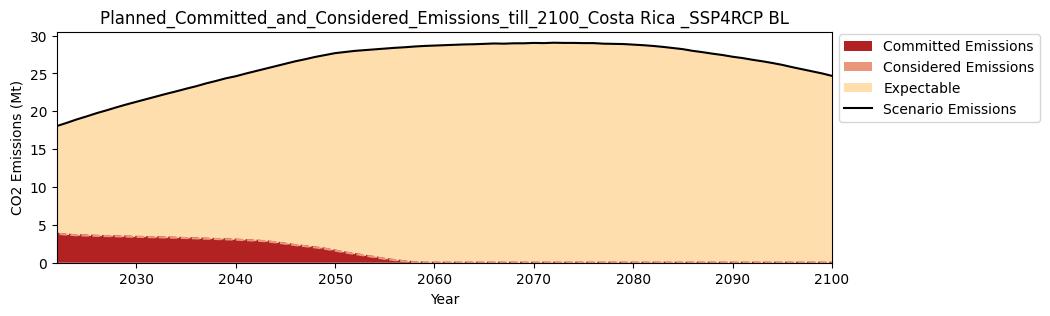 Planned_Committed_and_Considered_Emissions_till_2100_Costa Rica _SSP4RCP BL
30
25
20
15
10
5
0
CO2 Emissions (Mt)
2030 2040 2050 2060 2070 2080 2090 2100
Year
Committed Emissions
Considered Emissions
Expectable
Scenario Emissions